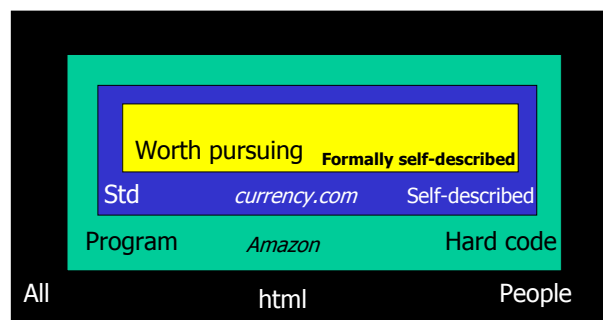 Worth pursuing Formally self-described
Std currency.com Self-described
Program Amazon Hard code
All html People